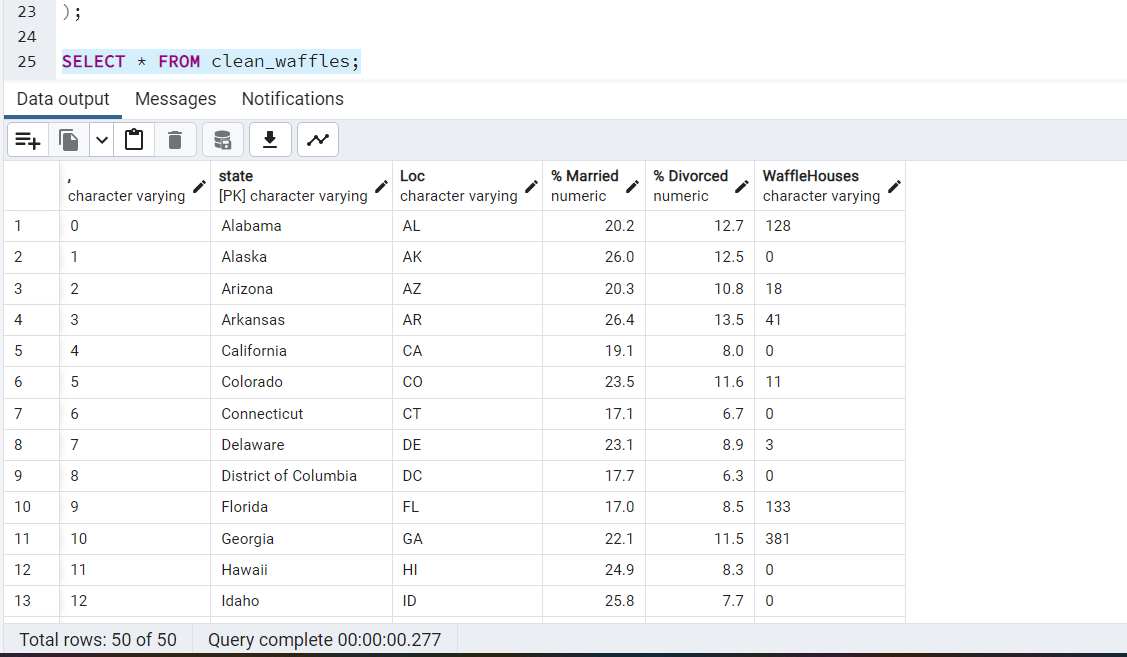 23 );
24
25 SELECT * FROM clean_waffles;
Data output Messages Notifications
, state Loc % Married % Divorced WaffleHouses
character varying [PK] character varying character varying numeric numeric character varying
1 0 Alabama AL 20.2 12.7 128
2 1 Alaska AK 26.0 12.5 0
3 2 Arizona AZ 20.3 10.8 18
4 3 Arkansas AR 26.4 13.5 41
5 4 California CA 19.1 8.0 0
6 5 Colorado CO 23.5 11.6 11
7 6 Connecticut CT 17.1 6.7 0
8 7 Delaware DE 23.1 8.9 3
9 8 District of Columbia DC 17.7 6.3 0
10 9 Florida FL 17.0 8.5 133
11 10 Georgia GA 22.1 11.5 381
12 11 Hawaii HI 24.9 8.3 0
13 12 Idaho ID 25.8 7.7 0
Total rows: 50 of 50 Query complete 00:00:00.277